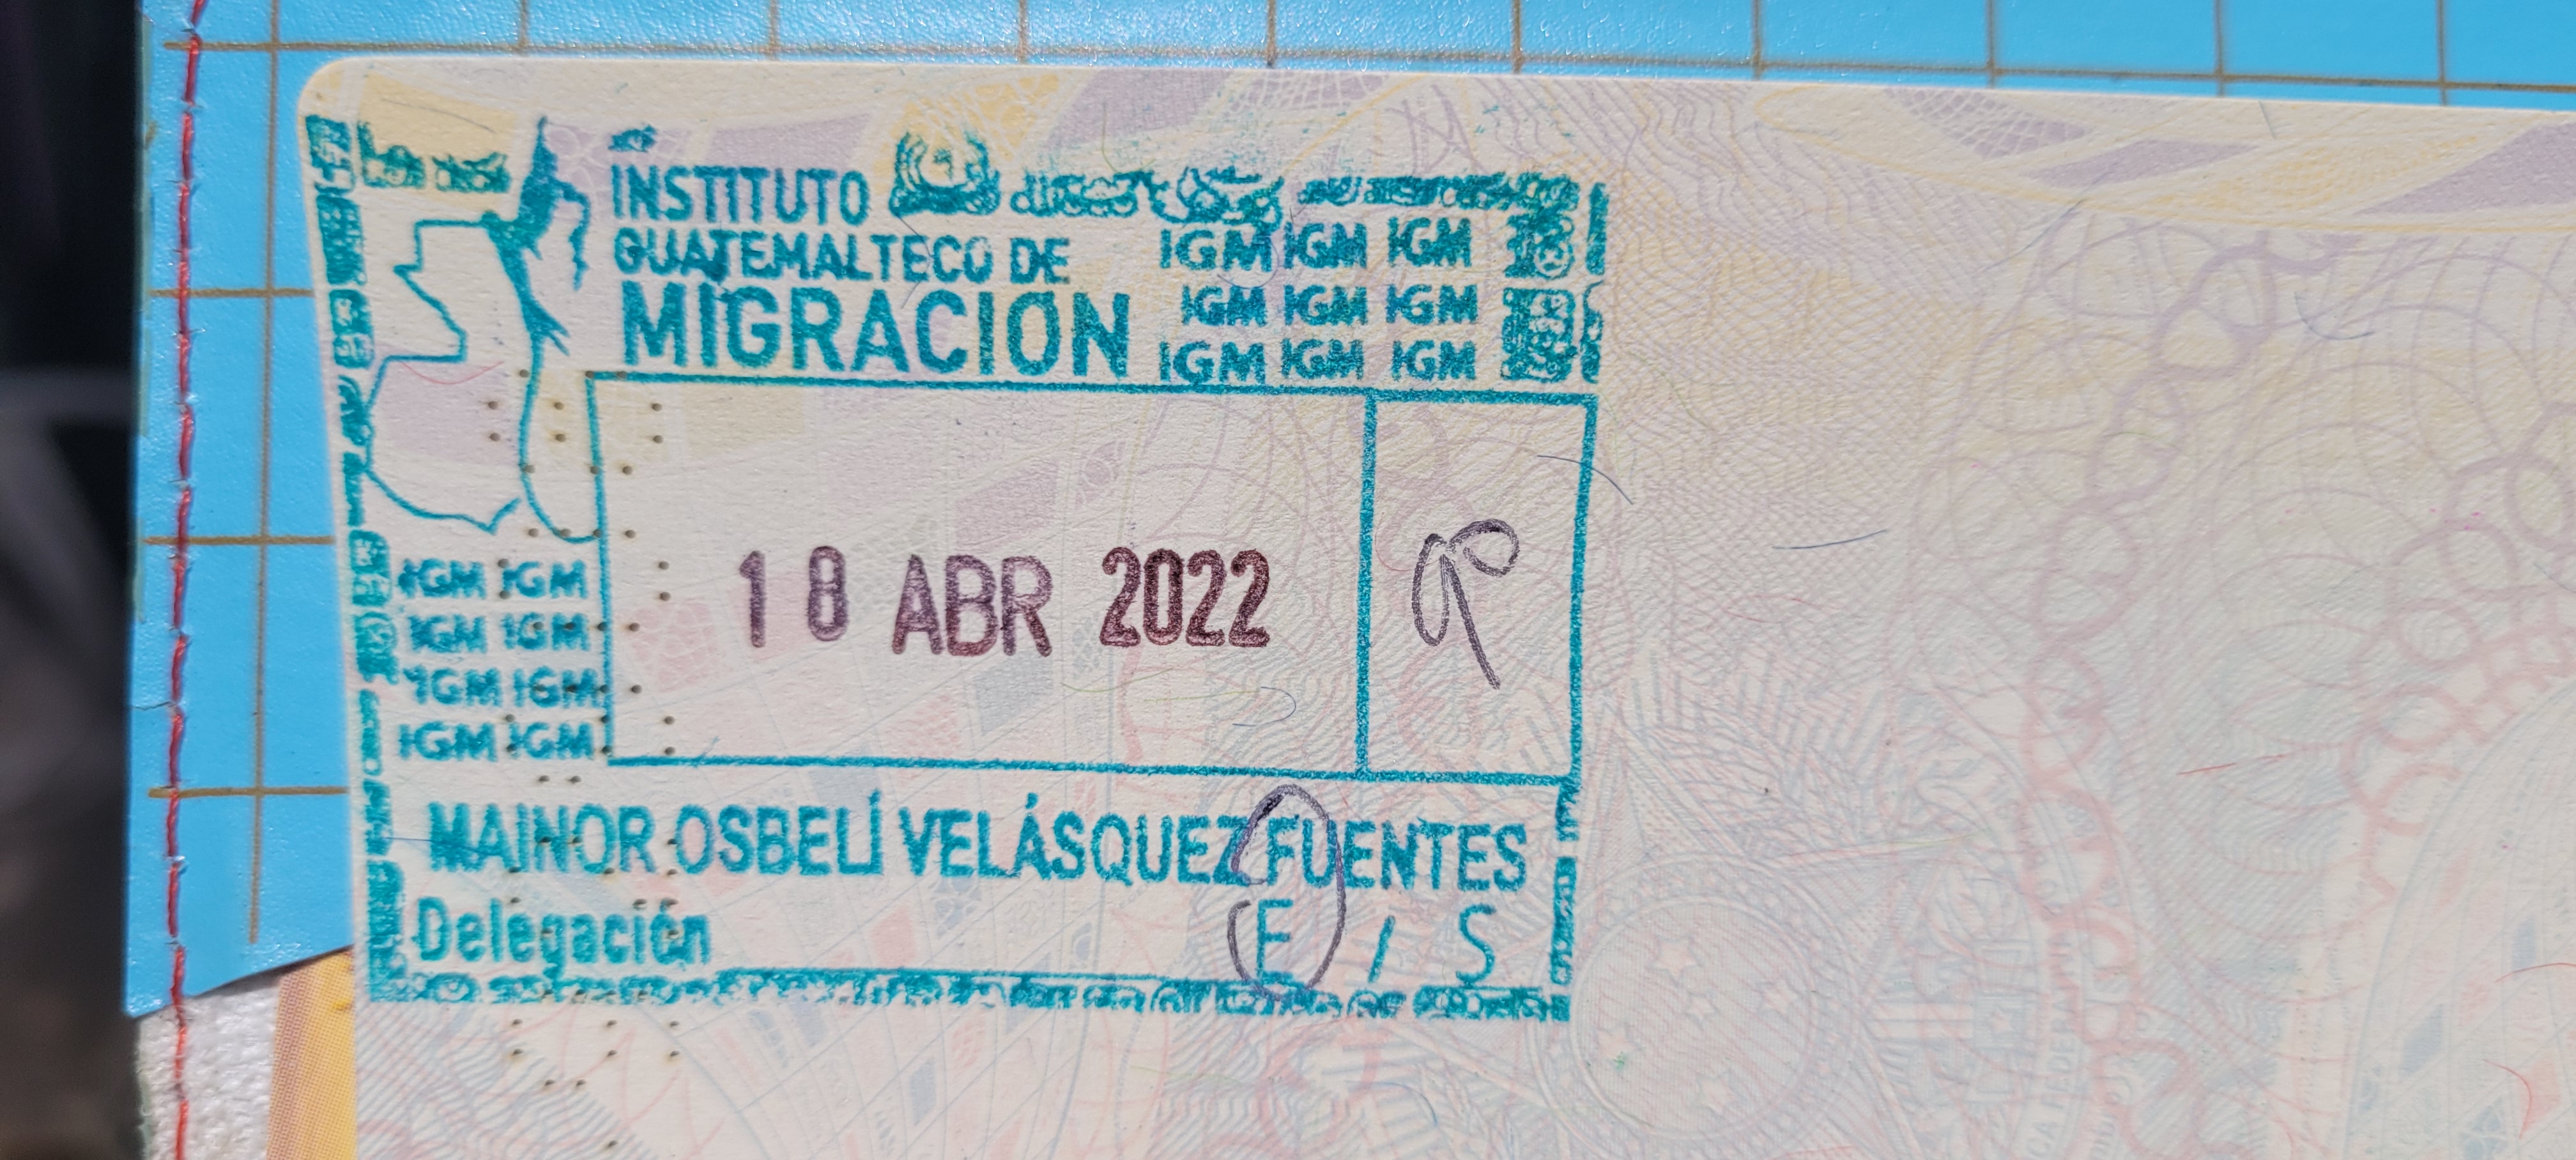 INSTITUTO
GUATEMALTECO DE
MIGRACIÓN
IGM IGM IGM
IGM IGM IGM
IGM IGM IGM
18 ABR 2022
IGM IGM
IGM IGM
IGM IGM
IGM IGM
MAINOR OSBELÍ VELÁSQUEZ FUENTES
Delegación
E / S